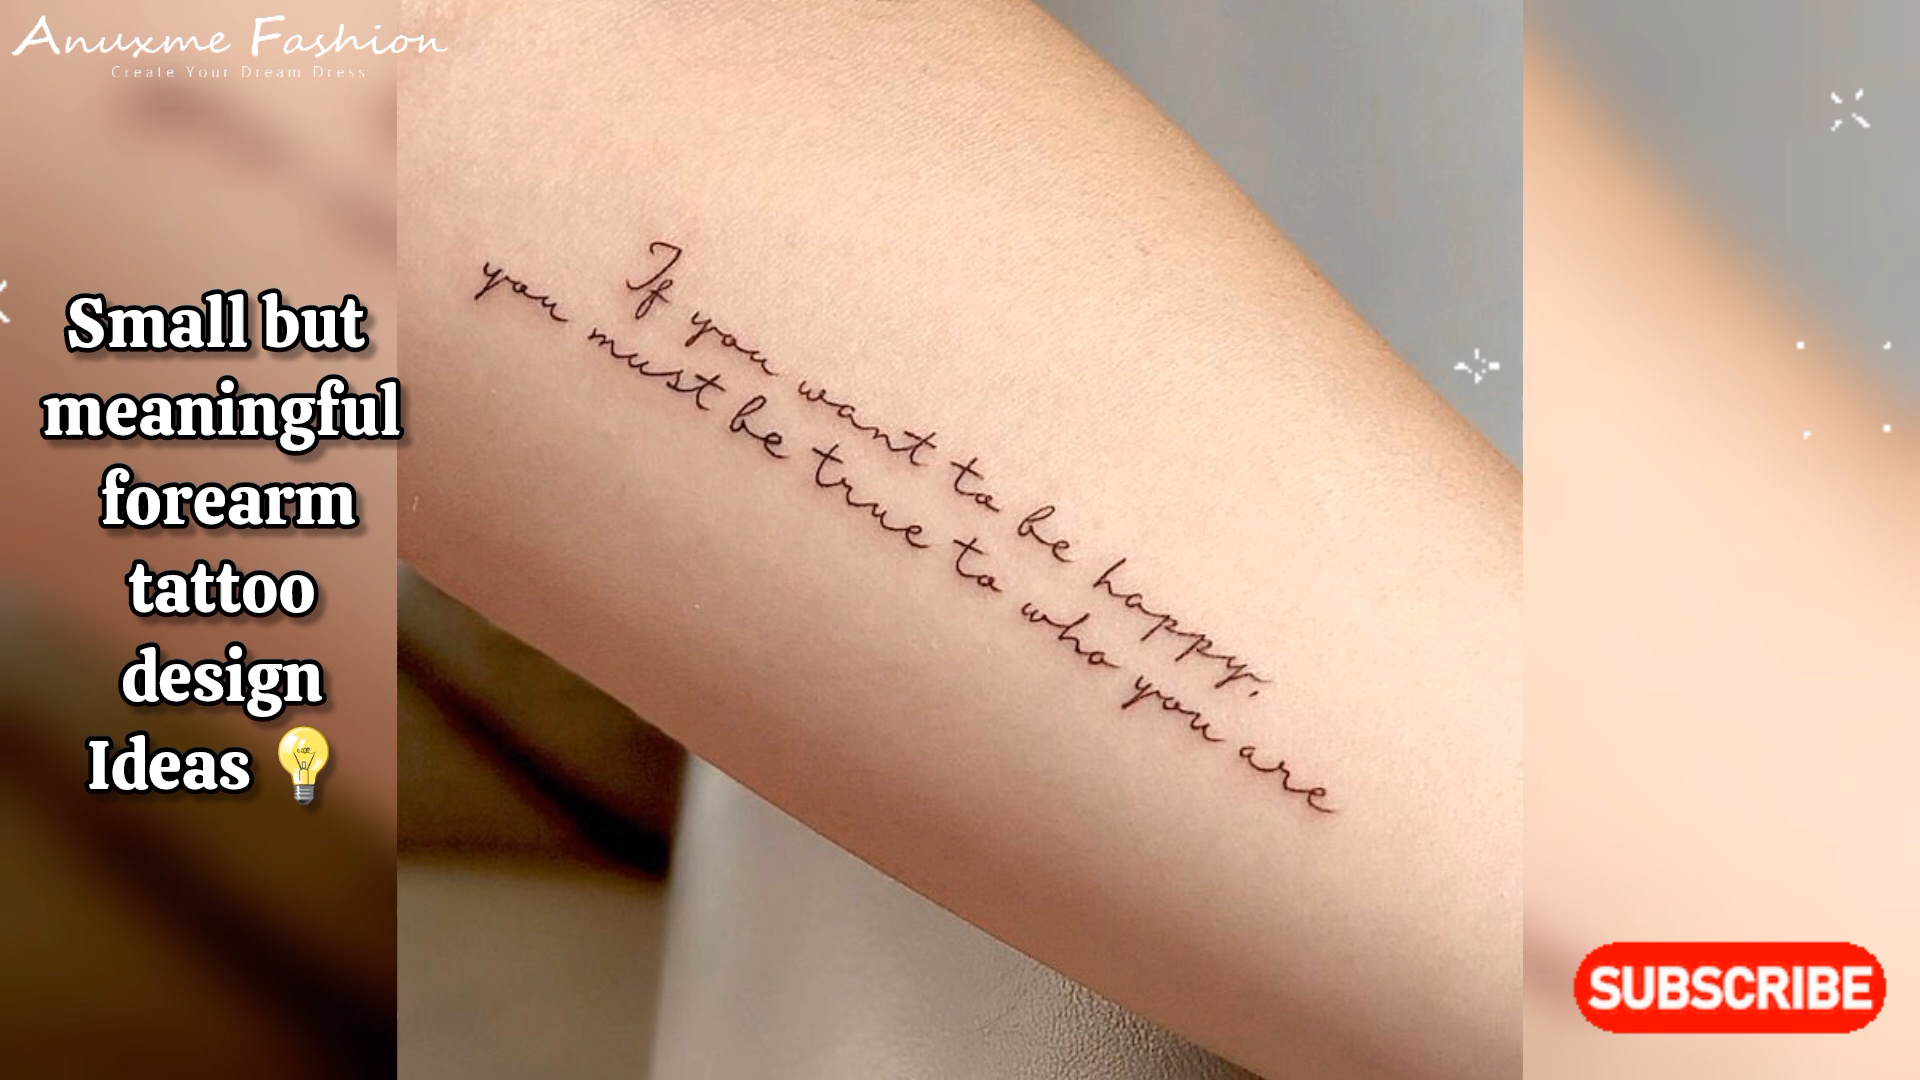 Anuxme Fashion
Create Your Dream Dress
Small but
meaningful
forearm
tattoo
design
Ideas 💡
If you want to be happy,
you must be true to who you are
SUBSCRIBE